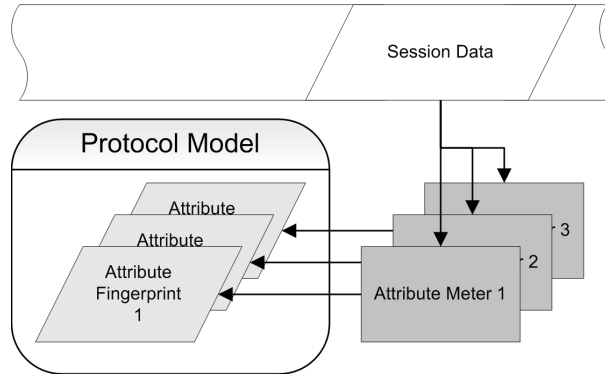 Session Data
Protocol Model
Attribute
Attribute
Attribute
Fingerprint
1
3
2
Attribute Meter 1